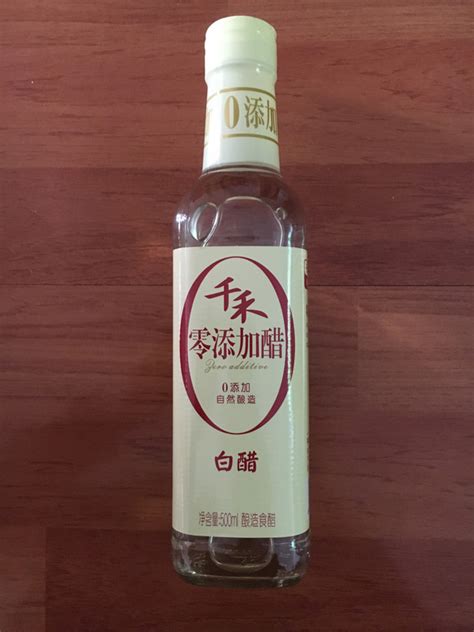 0添加
千禾
零添加醋
Zero additive
0添加
自然酿造
白醋
净含量:500ml 酿造食醋